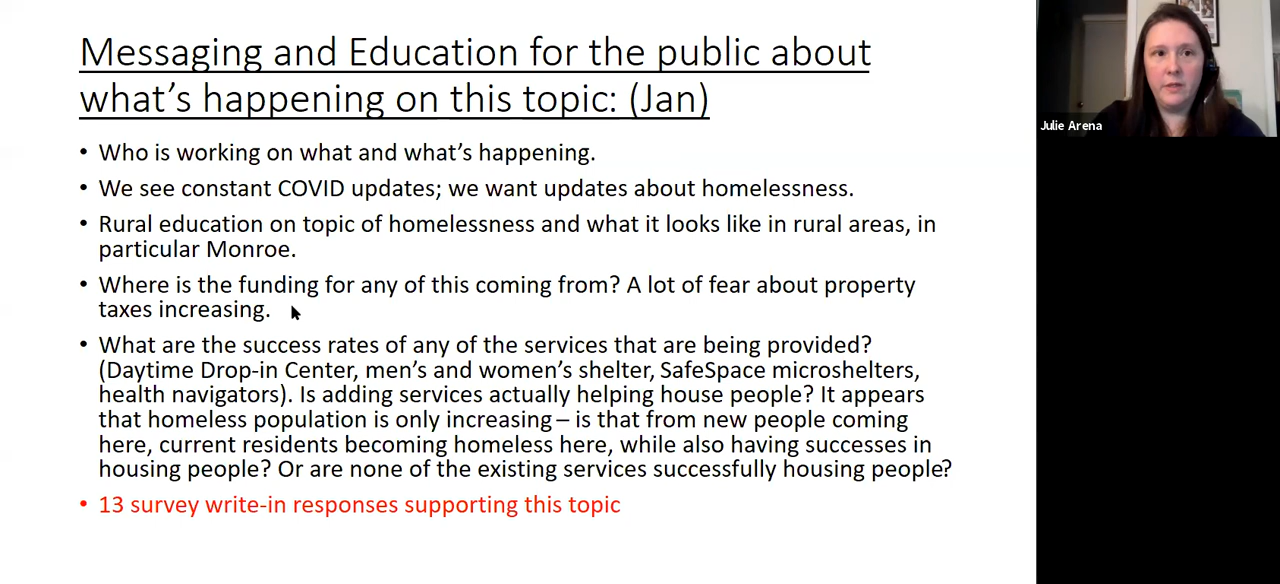 Messaging and Education for the public about
what's happening on this topic: (Jan)
• Who is working on what and what's happening.
• We see constant COVID updates; we want updates about homelessness.
• Rural education on topic of homelessness and what it looks like in rural areas, in
particular Monroe.
• Where is the funding for any of this coming from? A lot of fear about property
taxes increasing.
• What are the success rates of any of the services that are being provided?
(Daytime Drop-in Center, men's and women's shelter, SafeSpace microshelters,
health navigators). Is adding services actually helping house people? It appears
that homeless population is only increasing – is that from new people coming
here, current residents becoming homeless here, while also having successes in
housing people? Or are none of the existing services successfully housing people?
• 13 survey write-in responses supporting this topic
Julie Arena